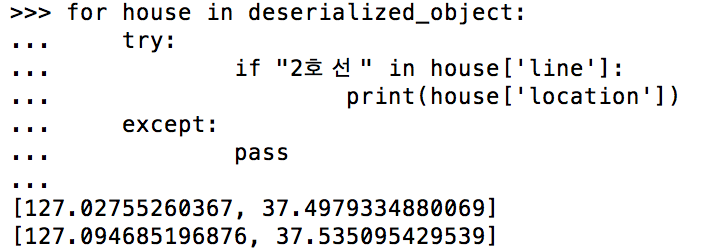 >>> for house in deserialized_object:
...     try:
...             if "2호 선 " in house['line']:
...                     print(house['location'])
...     except:
...             pass
...
[127.02755260367, 37.4979334880069]
[127.094685196876, 37.535095429539]